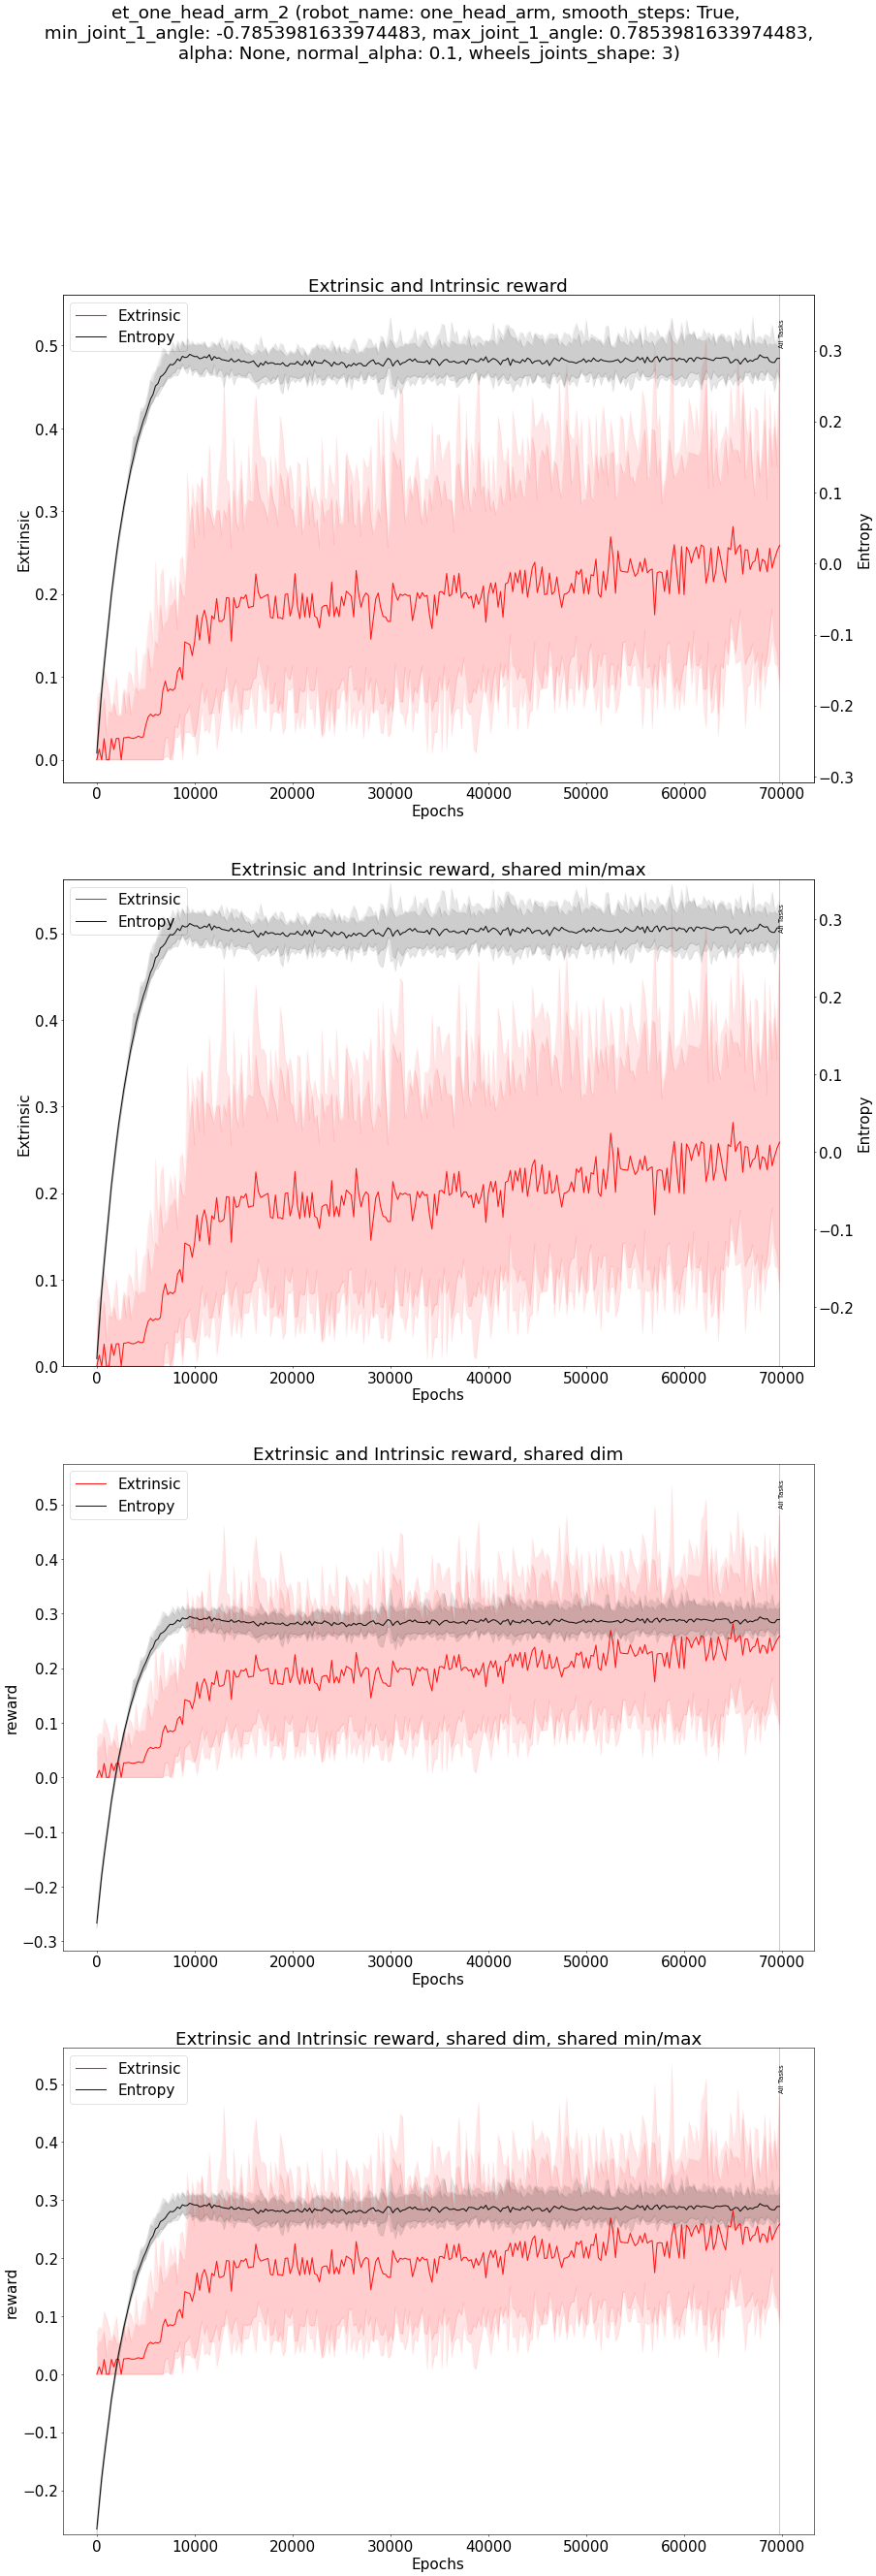 et_one_head_arm_2 (robot_name: one_head_arm, smooth_steps: True,
min_joint_1_angle: -0.7853981633974483, max_joint_1_angle: 0.7853981633974483,
alpha: None, normal_alpha: 0.1, wheels_joints_shape: 3)
Extrinsic and Intrinsic reward
Extrinsic
Entropy
All Tasks
0.5
0.4
0.3
0.2
0.1
0.0
Extrinsic
0.3
0.2
0.1
0.0
−0.1
−0.2
−0.3
Entropy
0 10000 20000 30000 40000 50000 60000 70000
Epochs
Extrinsic and Intrinsic reward, shared min/max
Extrinsic
Entropy
All Tasks
0.5
0.4
0.3
0.2
0.1
0.0
Extrinsic
0.3
0.2
0.1
0.0
−0.1
−0.2
Entropy
0 10000 20000 30000 40000 50000 60000 70000
Epochs
Extrinsic and Intrinsic reward, shared dim
Extrinsic
Entropy
All Tasks
0.5
0.4
0.3
0.2
0.1
0.0
−0.1
−0.2
−0.3
reward
0 10000 20000 30000 40000 50000 60000 70000
Epochs
Extrinsic and Intrinsic reward, shared dim, shared min/max
Extrinsic
Entropy
All Tasks
0.5
0.4
0.3
0.2
0.1
0.0
−0.1
−0.2
reward
0 10000 20000 30000 40000 50000 60000 70000
Epochs